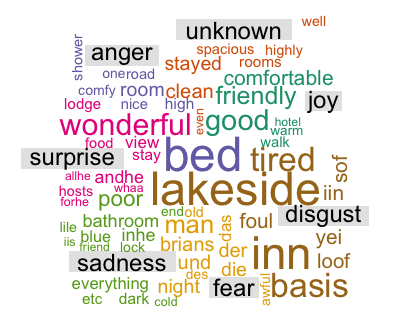 well
unknown
shower
anger
spacious highly
stayed rooms
oneroad
comfy room clean comfortable
lodge nice high friendly joy
wonderful even good hotel
warm
food view walk
surprise stay bed tired
allhe andhe lakeside sof
hosts whaa iin
forhe poor
endold disgust
bathroom man das foul
lile blue inhe yei
iis friend lock brians der
sadness und die inn loof
des
everything night fear awful basis
etc dark cold